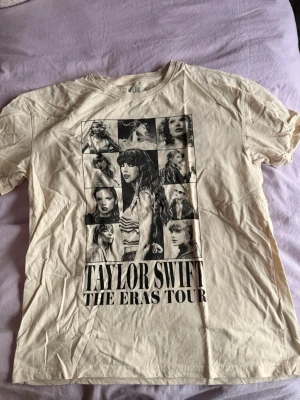 TAYLOR SWIFT
THE ERAS TOUR